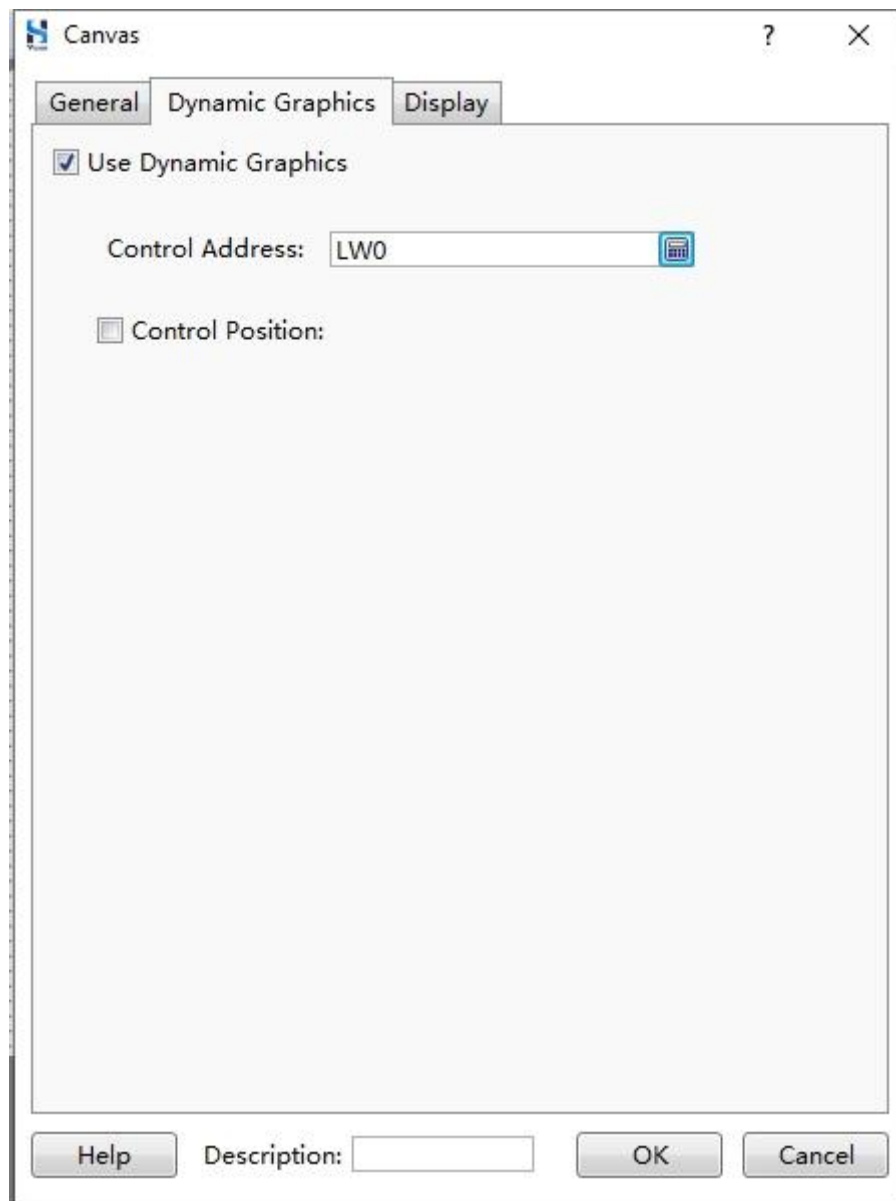 Canvas
General Dynamic Graphics Display
Use Dynamic Graphics
Control Address: LW0
Control Position:
Help Description: OK Cancel